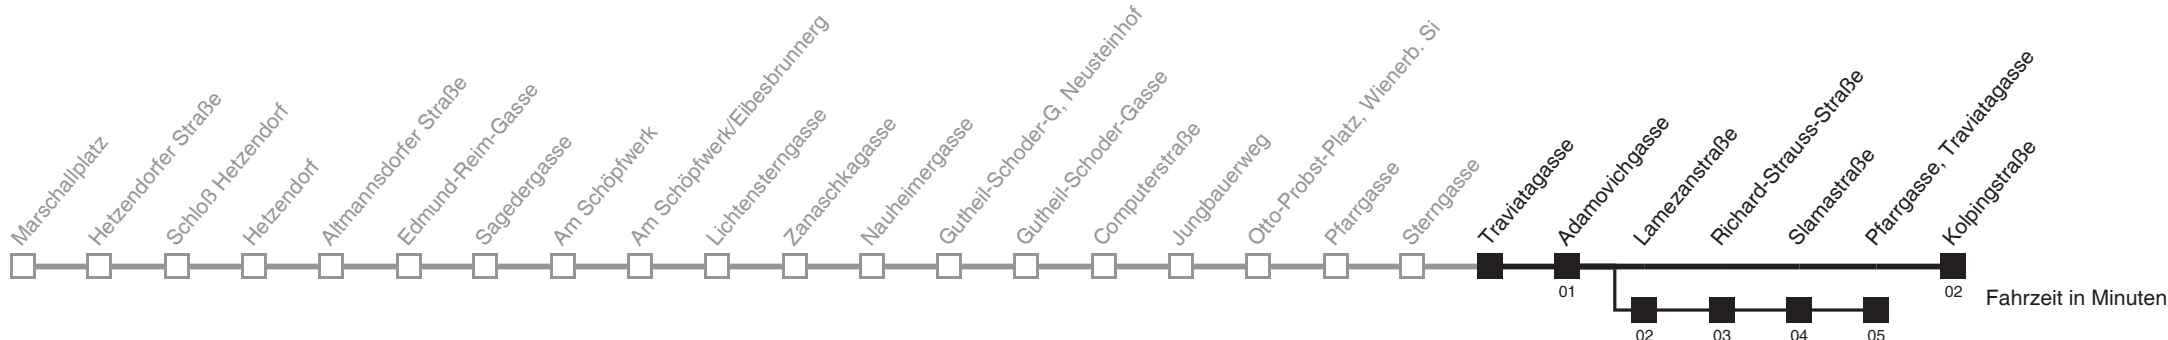 Marschallplatz
Hetzendorfer Straße
Schloß Hetzendorf
Hetzendorf
Altmannsdorfer Straße
Edmund-Reim-Gasse
Sagedergasse
Am Schöpfwerk
Am Schöpfwerk/Eibesbrunnerg
Lichtensterngasse
Zanaschkagasse
Nauheimergasse
Gutheil-Schoder-G, Neusteinhof
Gutheil-Schoder-Gasse
Computerstraße
Jungbauerweg
Otto-Probst-Platz, Wienerb. Si
Pfarrgasse
Sterngasse
Traviatagasse
Adamovichgasse
Lamezanstraße
Richard-Strauss-Straße
Slamastraße
Pfarrgasse, Traviatagasse
Kolpingstraße
01
02
Fahrzeit in Minuten
02
03
04
05